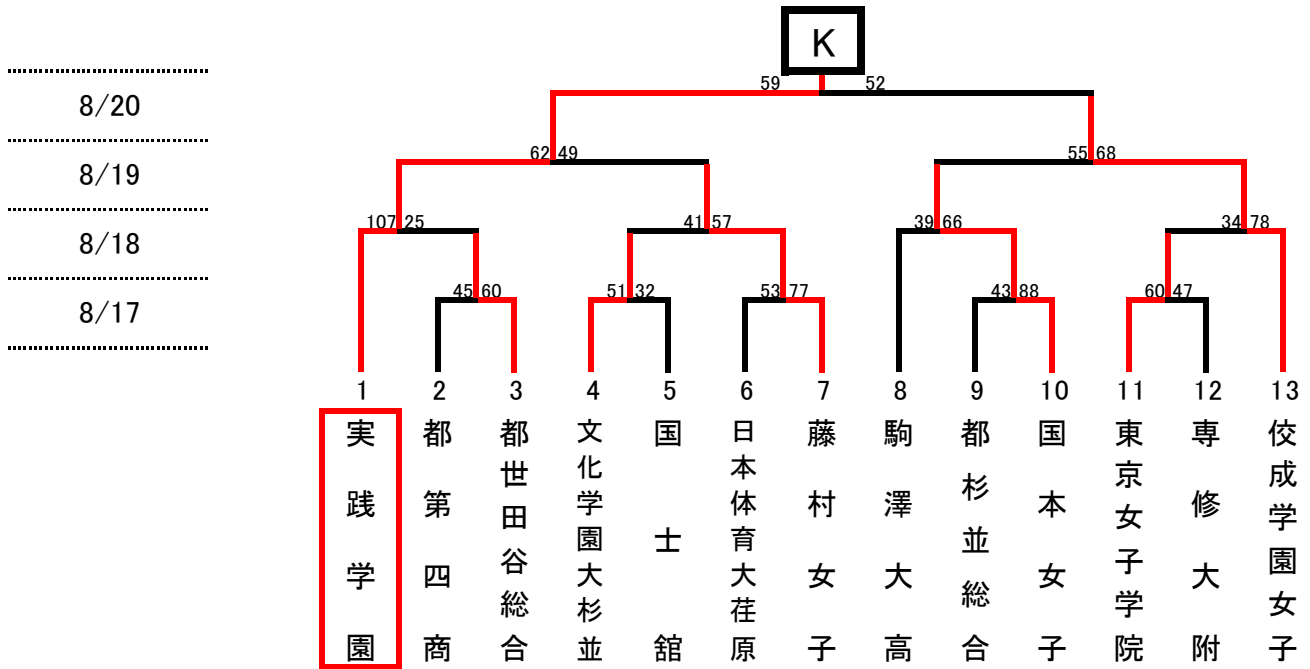 K
59 52
8/20
62 49 55 68
8/19
107 25 41 57 39 66 34 78
8/18
45 60 51 32 53 77 43 88 60 47
8/17
1 2 3 4 5 6 7 8 9 10 11 12 13
実践学園
都第四商
都世田谷総合
文化学園大杉並
国士舘
日本体育大荏原
藤村女子
駒澤大高
都杉並総合
国本女子
東京女子学院
専修大附
佼成学園女子